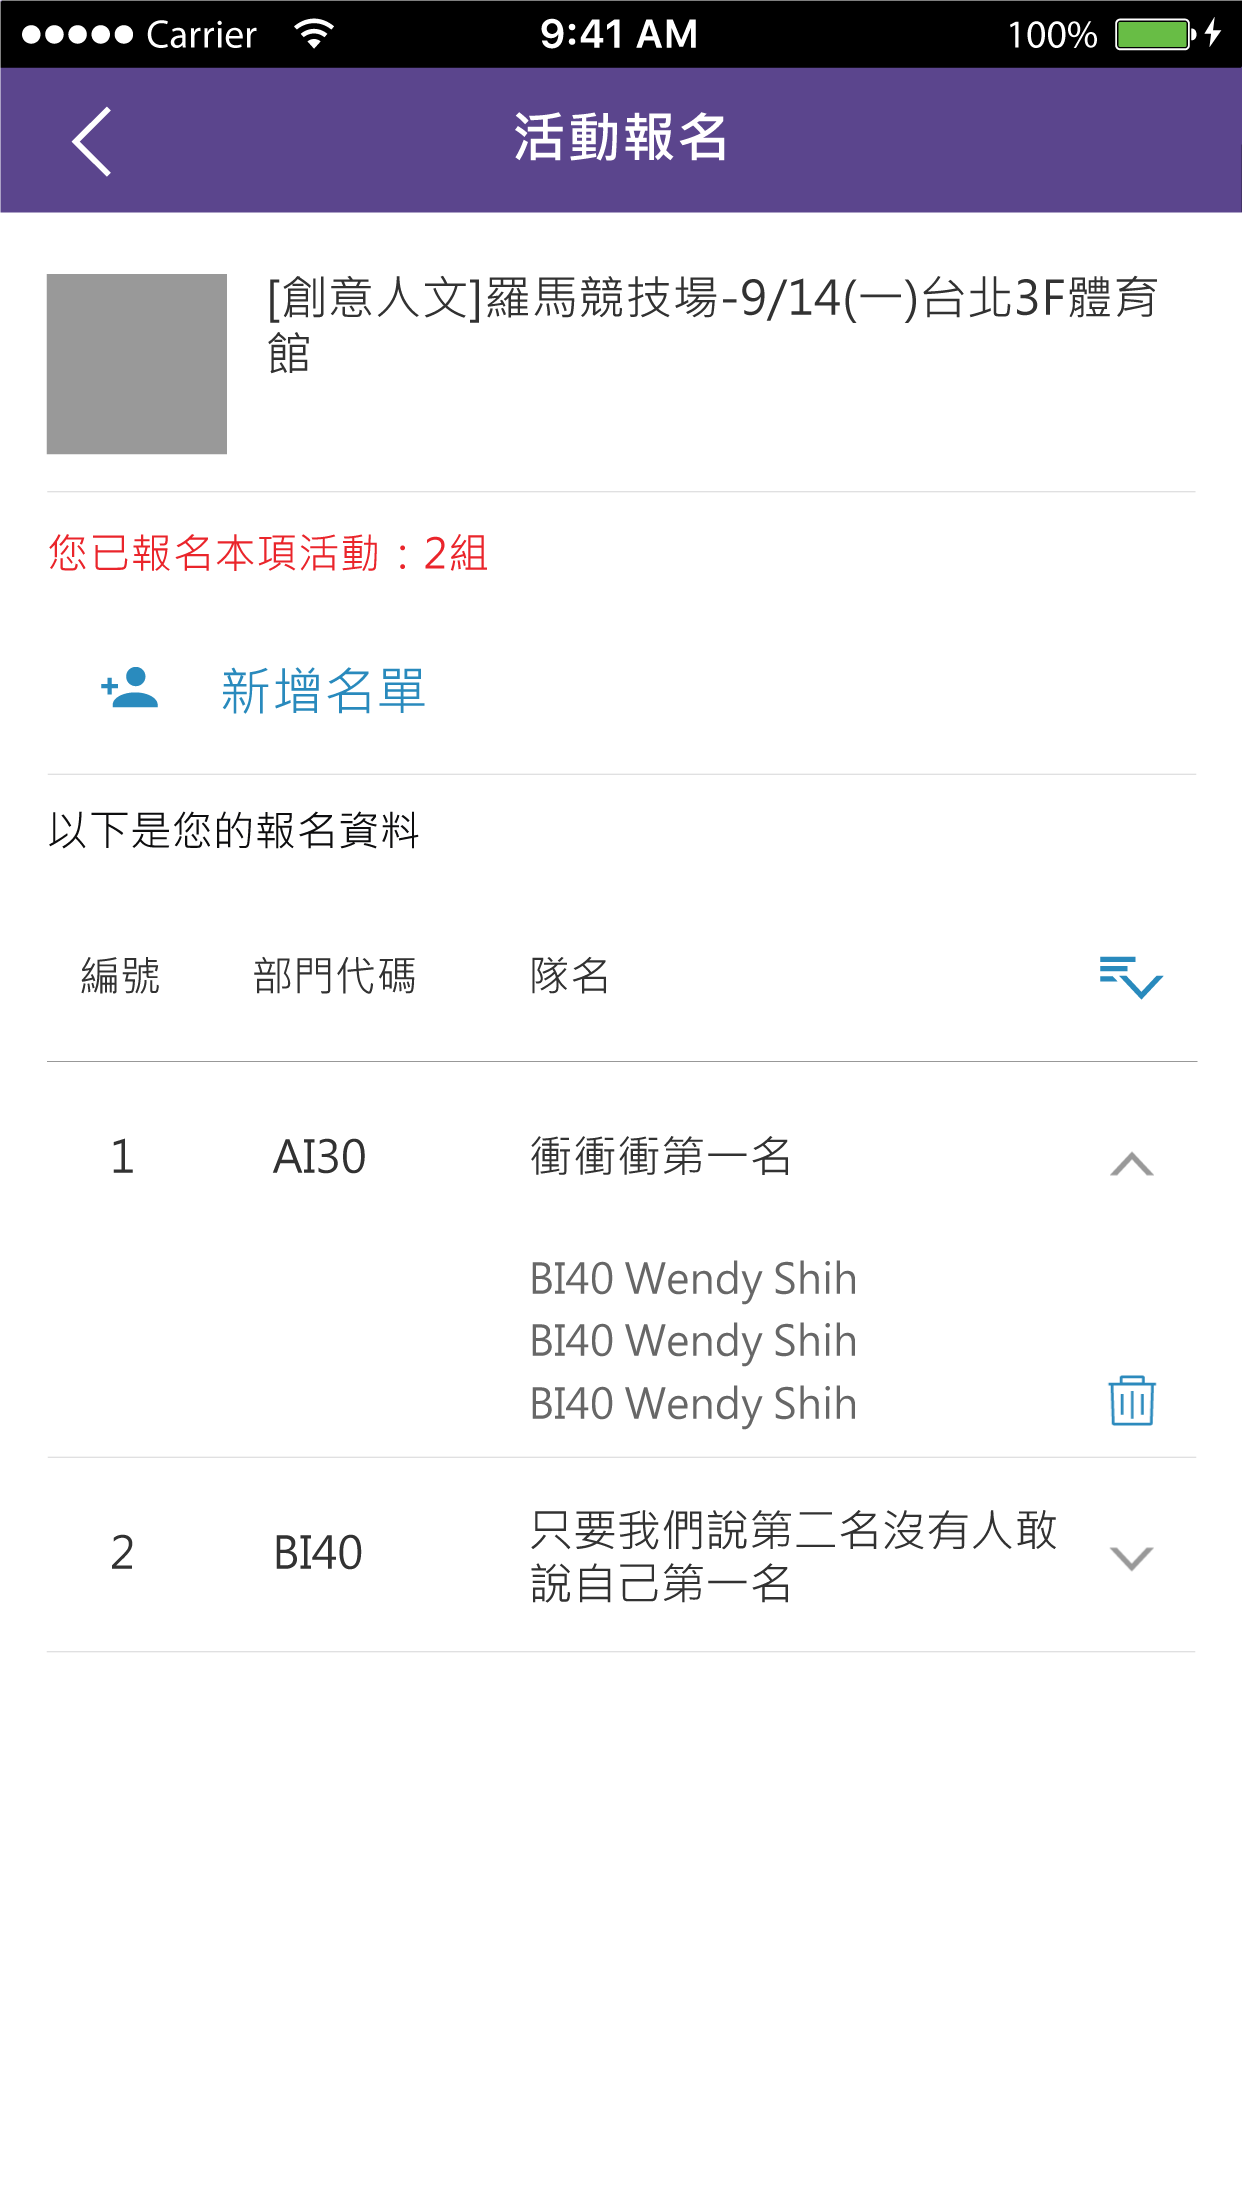 Carrier 9:41 AM 100%
活動報名
[創意人文]羅馬競技場-9/14(一)台北3F體育
館
您已報名本項活動：2組
新增名單
以下是您的報名資料
編號 部門代碼 隊名
1 AI30 衝衝衝第一名
BI40 Wendy Shih
BI40 Wendy Shih
BI40 Wendy Shih
2 BI40 只要我們說第二名沒有人敢
說自己第一名